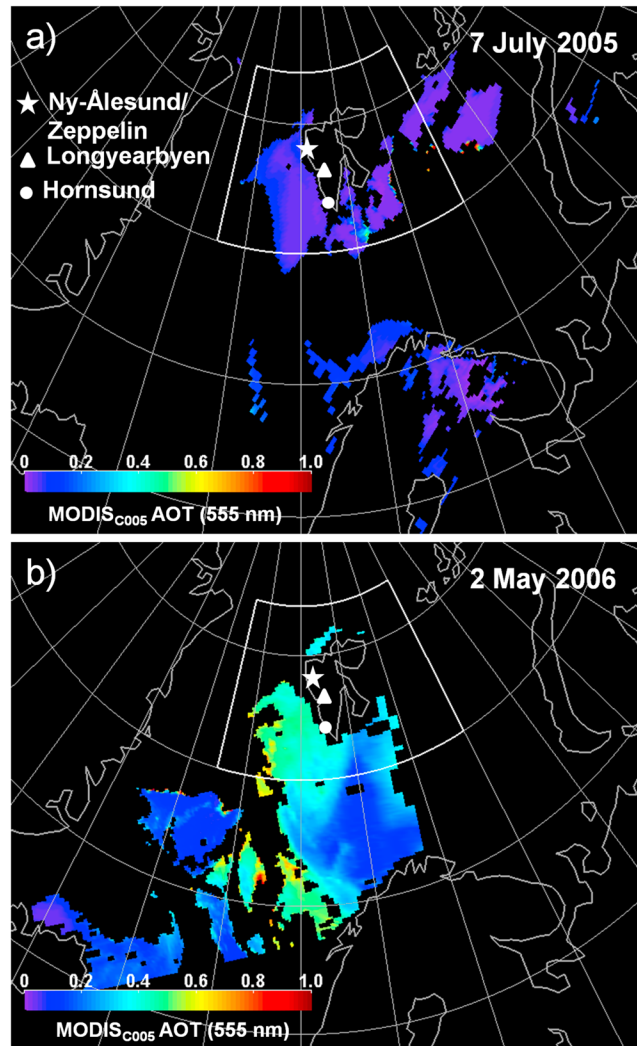 a)
7 July 2005
Ny-Ålesund/
Zeppelin
Longyearbyen
Hornsund
0 0.2 0.4 0.6 0.8 1.0
MODISC005 AOT (555 nm)
b)
2 May 2006
0 0.2 0.4 0.6 0.8 1.0
MODISC005 AOT (555 nm)